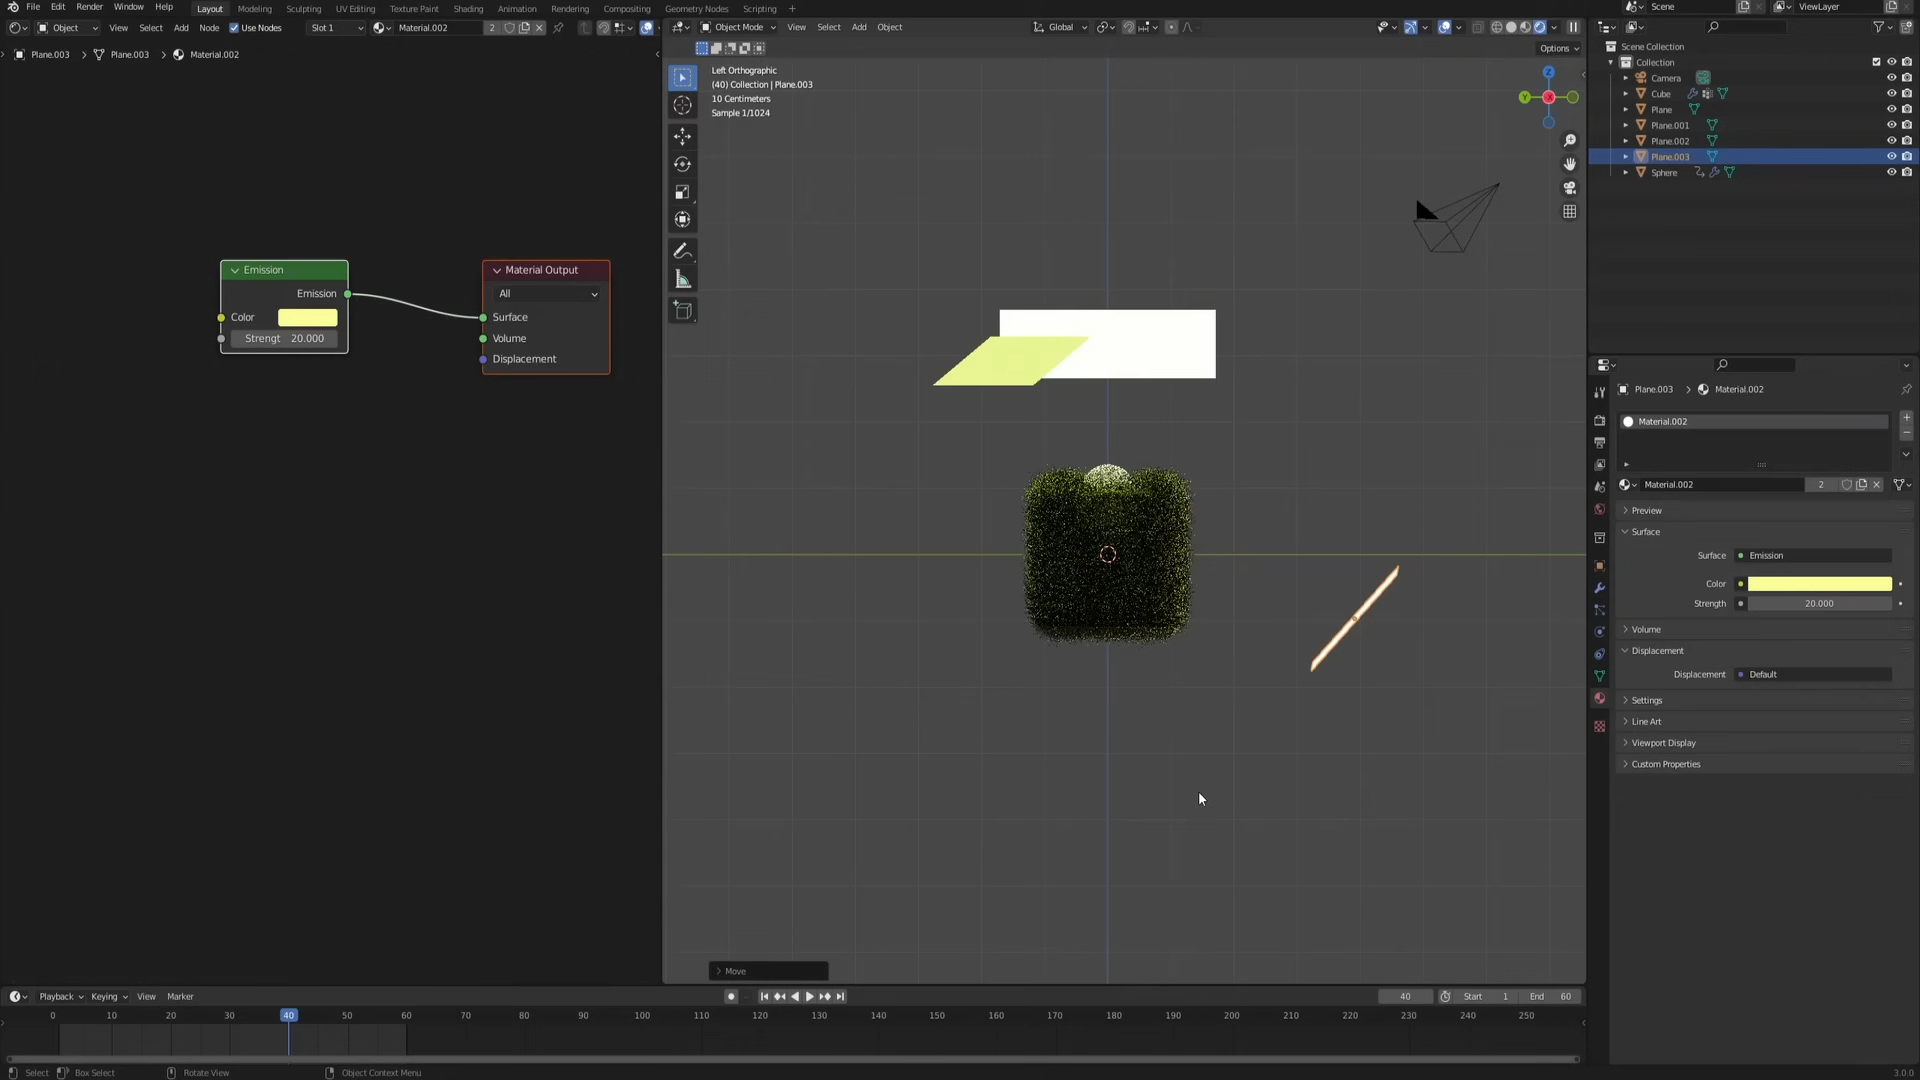 File Edit Render Window Help Layout Modeling Sculpting UV Editing Texture Paint Shading Animation Rendering Compositing Geometry Nodes Scripting + Scene ViewLayer
Object View Select Add Node Use Nodes Slot 1 Material.002 2
Object Mode View Select Add Object Global
Options
Plane.003 Plane.003 Material.002
Left Orthographic
(40) Collection | Plane.003
10 Centimeters
Sample 1/1024
Z
Y
X
Scene Collection
Collection
Camera
Cube
Plane
Plane.001
Plane.002
Plane.003
Sphere
Emission
Emission
Color
Strengt 20.000
Material Output
All
Surface
Volume
Displacement
Plane.003 Material.002
Material.002
Material.002 2
Preview
Surface
Surface Emission
Color
Strength 20.000
Volume
Displacement
Displacement Default
Settings
Line Art
Viewport Display
Custom Properties
Move
Playback Keying View Marker 40 Start 1 End 60
0 10 20 30 40 50 60 70 80 90 100 110 120 130 140 150 160 170 180 190 200 210 220 230 240 250
Select Box Select Rotate View Object Context Menu 3.0.0